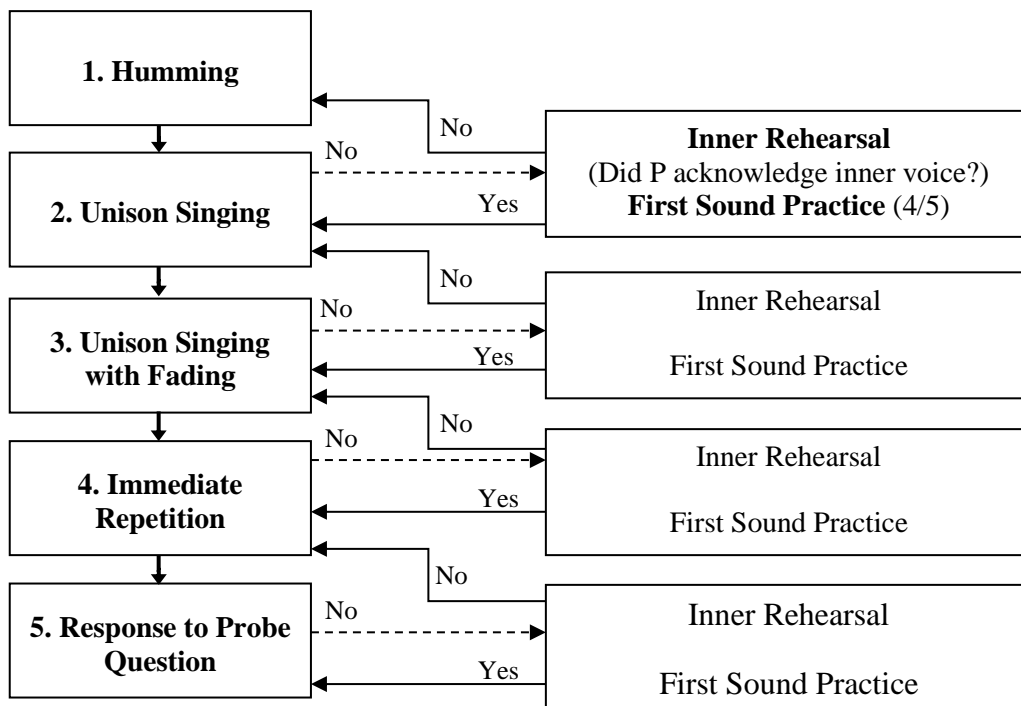 1. Humming
No
Inner Rehearsal
(Did P acknowledge inner voice?)
First Sound Practice (4/5)
No
Yes
2. Unison Singing
No
Inner Rehearsal
First Sound Practice
No
Yes
3. Unison Singing
with Fading
No
Inner Rehearsal
First Sound Practice
No
Yes
4. Immediate
Repetition
No
Inner Rehearsal
First Sound Practice
No
Yes
5. Response to Probe
Question